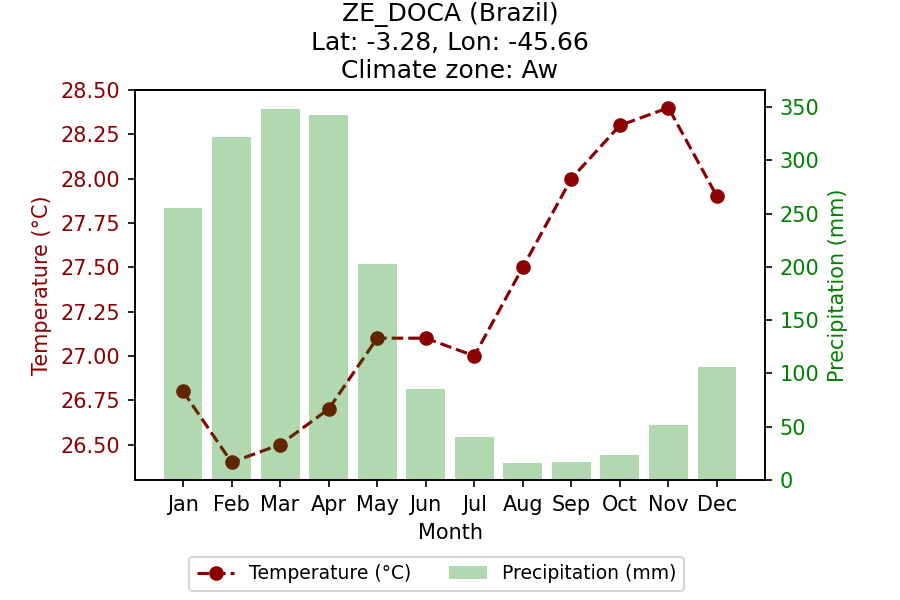 ZE_DOCA (Brazil)
Lat: -3.28, Lon: -45.66
Climate zone: Aw
28.50
28.25
28.00
27.75
27.50
27.25
27.00
26.75
26.50
Temperature (°C)
350
300
250
200
150
100
50
0
Precipitation (mm)
Jan Feb Mar Apr May Jun Jul Aug Sep Oct Nov Dec
Month
Temperature (°C) Precipitation (mm)